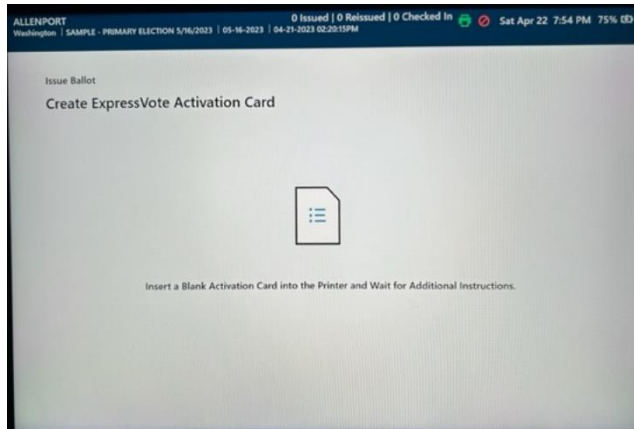 ALLENPORT
0 Issued | 0 Reissued | 0 Checked In
Sat Apr 22 7:54 PM 75%
Washington | SAMPLE - PRIMARY ELECTION 5/16/2023 | 05-16-2023 | 04-21-2023 02:20:15PM
Issue Ballot
Create ExpressVote Activation Card
Insert a Blank Activation Card into the Printer and Wait for Additional Instructions.